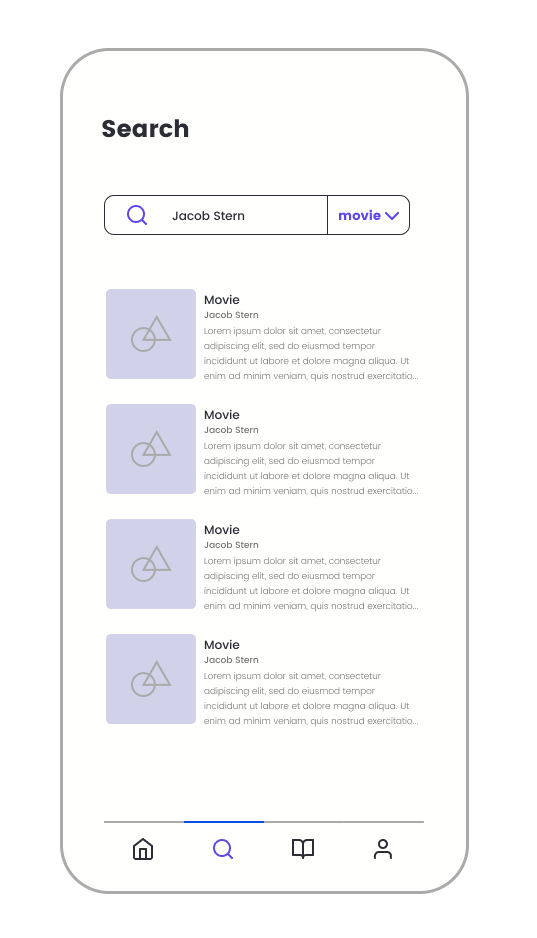 Search
Jacob Stern
movie
Movie
Jacob Stern
Lorem ipsum dolor sit amet, consectetur
adipiscing elit, sed do eiusmod tempor
incididunt ut labore et dolore magna aliqua. Ut
enim ad minim veniam, quis nostrud exercitatio...
Movie
Jacob Stern
Lorem ipsum dolor sit amet, consectetur
adipiscing elit, sed do eiusmod tempor
incididunt ut labore et dolore magna aliqua. Ut
enim ad minim veniam, quis nostrud exercitatio...
Movie
Jacob Stern
Lorem ipsum dolor sit amet, consectetur
adipiscing elit, sed do eiusmod tempor
incididunt ut labore et dolore magna aliqua. Ut
enim ad minim veniam, quis nostrud exercitatio...
Movie
Jacob Stern
Lorem ipsum dolor sit amet, consectetur
adipiscing elit, sed do eiusmod tempor
incididunt ut labore et dolore magna aliqua. Ut
enim ad minim veniam, quis nostrud exercitatio...